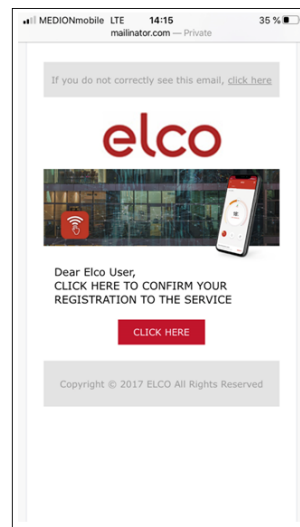 MEDIONmobile LTE 14:15 35 %
mailinator.com — Private
If you do not correctly see this email, click here
elco
Dear Elco User,
CLICK HERE TO CONFIRM YOUR
REGISTRATION TO THE SERVICE
CLICK HERE
Copyright © 2017 ELCO All Rights Reserved